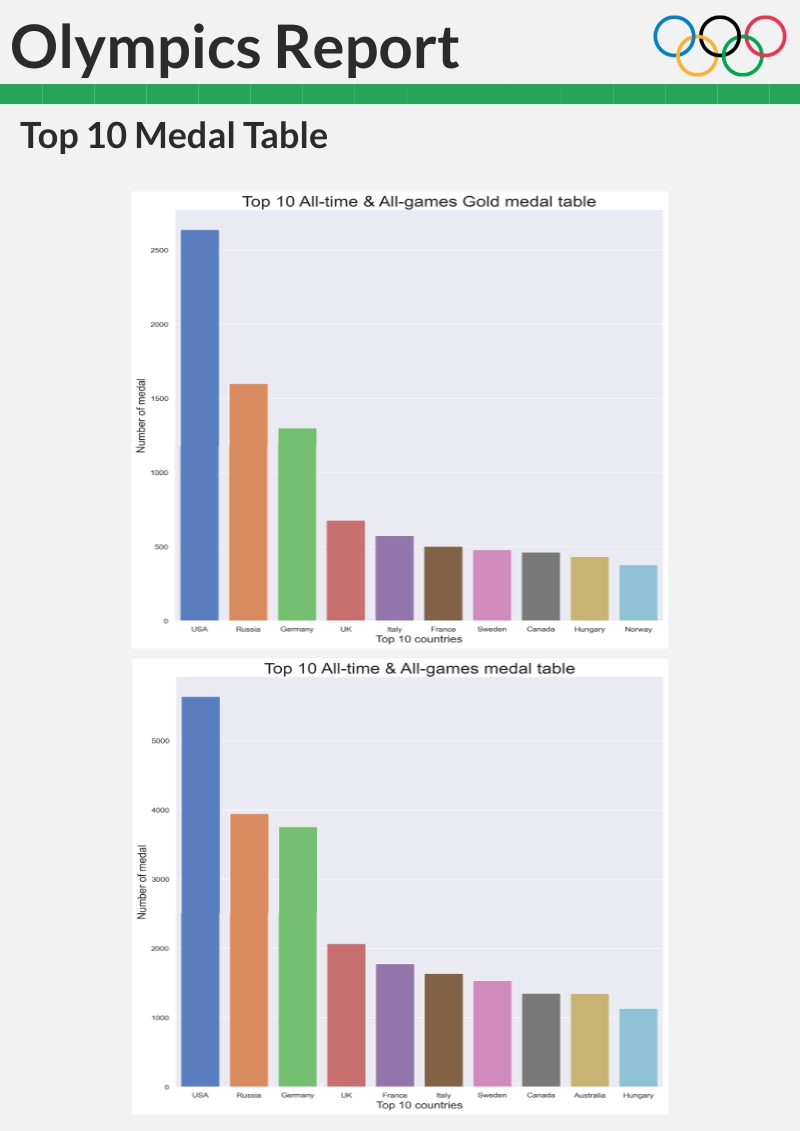 Olympics Report
Top 10 Medal Table
Top 10 All-time & All-games Gold medal table
Number of medal
2500
2000
1500
1000
500
0
USA Russia Germany UK Italy France Sweden Canada Hungary Norway
Top 10 countries
Top 10 All-time & All-games medal table
Number of medal
5000
4000
3000
2000
1000
0
USA Russia Germany UK France Italy Sweden Canada Australia Hungary
Top 10 countries